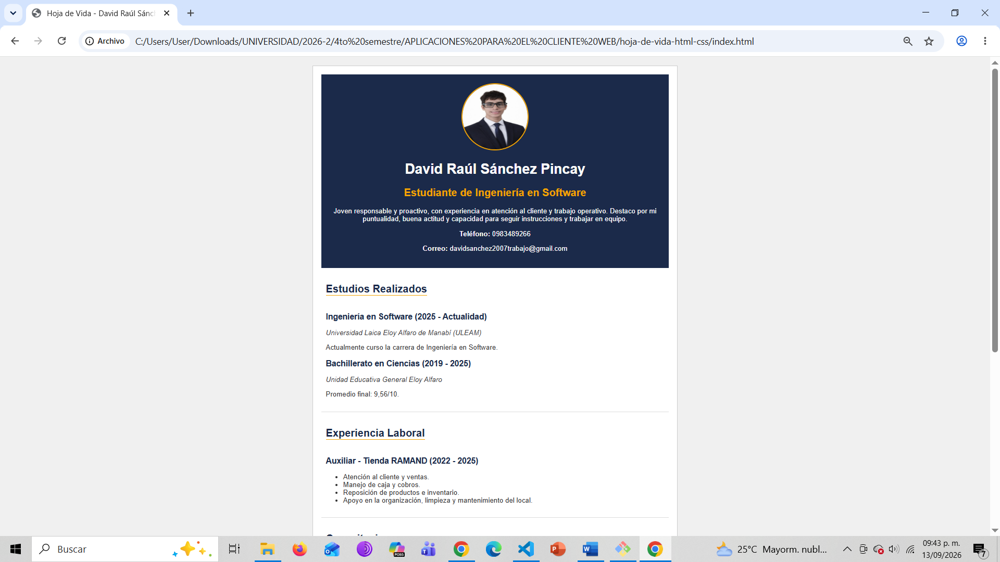 Hoja de Vida - David Raúl Sánc
Archivo
C:/Users/User/Downloads/UNIVERSIDAD/2026-2/4to%20semestre/APLICACIONES%20PARA%20EL%20CLIENTE%20WEB/hoja-de-vida-html-css/index.html
David Raúl Sánchez Pincay
Estudiante de Ingeniería en Software
Joven responsable y proactivo, con experiencia en atención al cliente y trabajo operativo. Destaco por mi
puntualidad, buena actitud y capacidad para seguir instrucciones y trabajar en equipo.
Teléfono: 0983489266
Correo: davidsanchez2007trabajo@gmail.com
Estudios Realizados
Ingeniería en Software (2025 - Actualidad)
Universidad Laica Eloy Alfaro de Manabí (ULEAM)
Actualmente curso la carrera de Ingeniería en Software.
Bachillerato en Ciencias (2019 - 2025)
Unidad Educativa General Eloy Alfaro
Promedio final: 9,56/10.
Experiencia Laboral
Auxiliar - Tienda RAMAND (2022 - 2025)
Atención al cliente y ventas.
Manejo de caja y cobros.
Reposición de productos e inventario.
Apoyo en la organización, limpieza y mantenimiento del local.
Buscar
M365
25°C Mayorm. nubl...
09:43 p. m.
13/09/2026
7